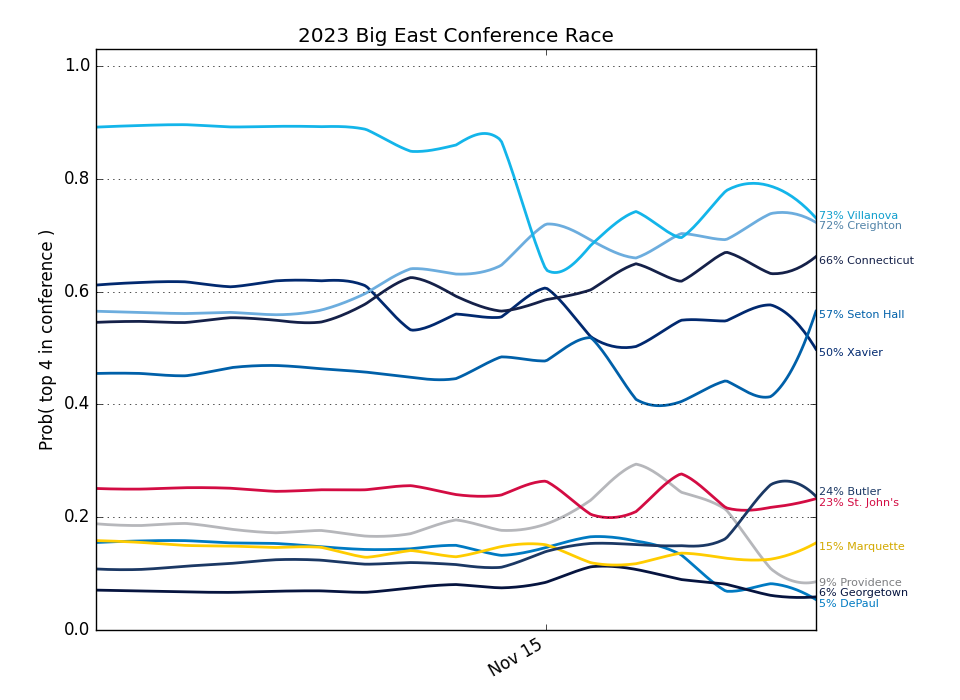 2023 Big East Conference Race
Prob( top 4 in conference )
1.0
0.8
0.6
0.4
0.2
0.0
Nov 15
73% Villanova
72% Creighton
66% Connecticut
57% Seton Hall
50% Xavier
24% Butler
23% St. John's
15% Marquette
9% Providence
6% Georgetown
5% DePaul